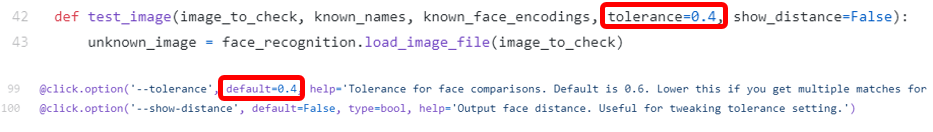 42 def test_image(image_to_check, known_names, known_face_encodings, tolerance=0.4, show_distance=False):
43 unknown_image = face_recognition.load_image_file(image_to_check)
99 @click.option('--tolerance', default=0.4, help='Tolerance for face comparisons. Default is 0.6. Lower this if you get multiple matches for
100 @click.option('--show-distance', default=False, type=bool, help='Output face distance. Useful for tweaking tolerance setting.')